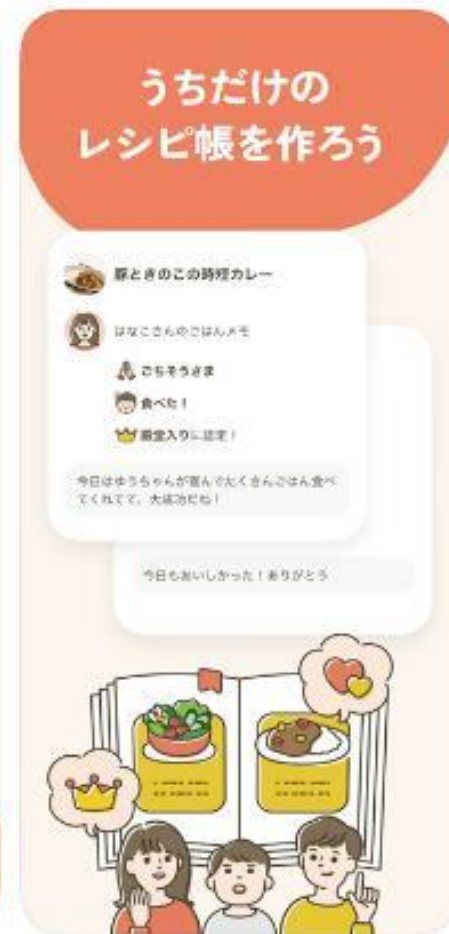 うちだけの
レシピ帳を作ろう
豚ときのこの時短カレー
はなこさんのごはんメモ
ごちそうさま
食べた！
殿堂入りに認定！
今日はゆうちゃんが喜んでたくさんごはん食べ
てくれてて、大成功だね！
今日もおいしかった！ありがとう